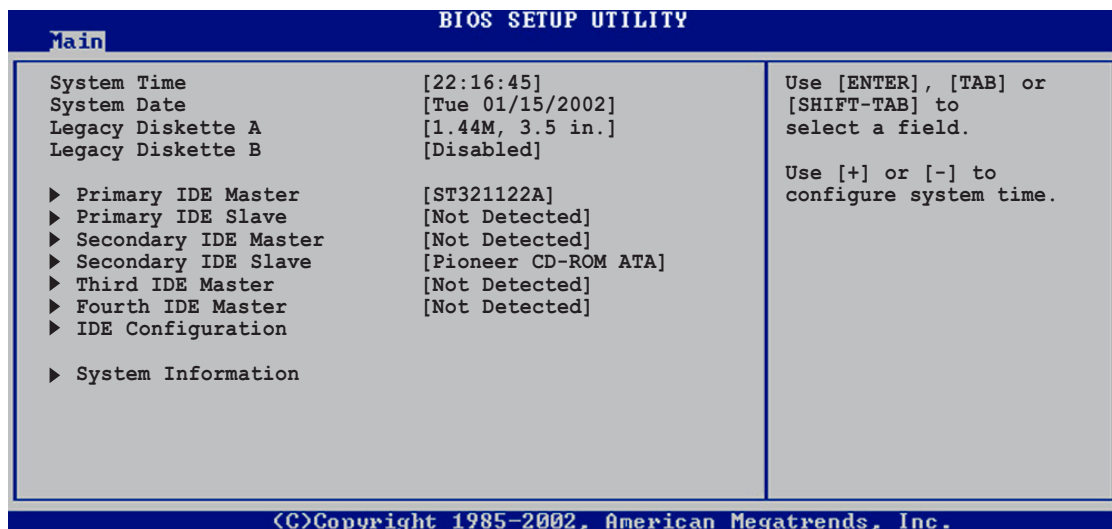 BIOS SETUP UTILITY
Main
System Time [22:16:45]
System Date [Tue 01/15/2002]
Legacy Diskette A [1.44M, 3.5 in.]
Legacy Diskette B [Disabled]
Primary IDE Master [ST321122A]
Primary IDE Slave [Not Detected]
Secondary IDE Master [Not Detected]
Secondary IDE Slave [Pioneer CD-ROM ATA]
Third IDE Master [Not Detected]
Fourth IDE Master [Not Detected]
IDE Configuration
System Information
Use [ENTER], [TAB] or
[SHIFT-TAB] to
select a field.
Use [+] or [-] to
configure system time.
(C)Copyright 1985-2002, American Megatrends, Inc.